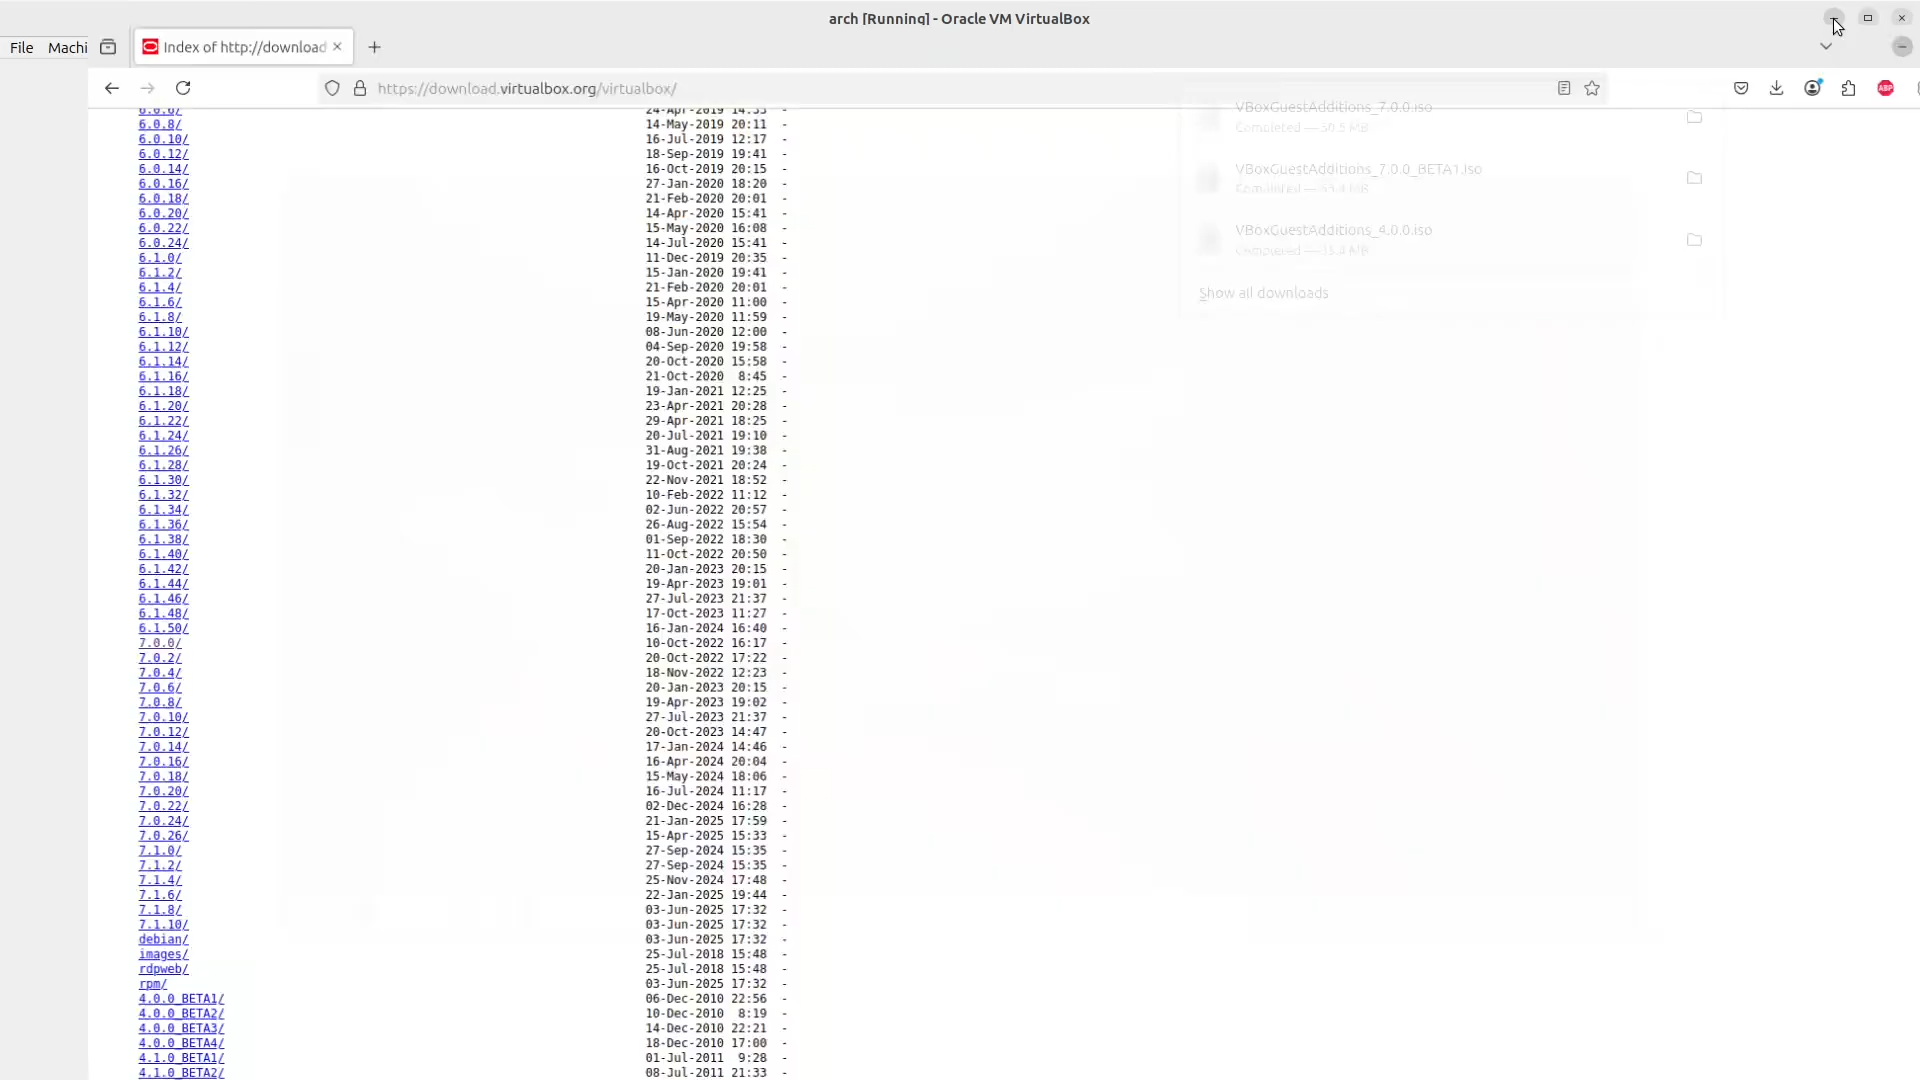 arch [Running] - Oracle VM VirtualBox
File Machi
Index of http://download
https://download.virtualbox.org/virtualbox/
ABP
VBoxGuestAdditions_7.0.0.iso
Completed — 50.5 MB
VBoxGuestAdditions_7.0.0_BETA1.iso
VBoxGuestAdditions_4.0.0.iso
Show all downloads
6.0.6/ 24-Apr-2019 14:33 -
6.0.8/ 14-May-2019 20:11 -
6.0.10/ 16-Jul-2019 12:17 -
6.0.12/ 18-Sep-2019 19:41 -
6.0.14/ 16-Oct-2019 20:15 -
6.0.16/ 27-Jan-2020 18:20 -
6.0.18/ 21-Feb-2020 20:01 -
6.0.20/ 14-Apr-2020 15:41 -
6.0.22/ 15-May-2020 16:08 -
6.0.24/ 14-Jul-2020 15:41 -
6.1.0/ 11-Dec-2019 20:35 -
6.1.2/ 15-Jan-2020 19:41 -
6.1.4/ 21-Feb-2020 20:01 -
6.1.6/ 15-Apr-2020 11:00 -
6.1.8/ 19-May-2020 11:59 -
6.1.10/ 08-Jun-2020 12:00 -
6.1.12/ 04-Sep-2020 19:58 -
6.1.14/ 20-Oct-2020 15:58 -
6.1.16/ 21-Oct-2020 8:45 -
6.1.18/ 19-Jan-2021 12:25 -
6.1.20/ 23-Apr-2021 20:28 -
6.1.22/ 29-Apr-2021 18:25 -
6.1.24/ 20-Jul-2021 19:10 -
6.1.26/ 31-Aug-2021 19:38 -
6.1.28/ 19-Oct-2021 20:24 -
6.1.30/ 22-Nov-2021 18:52 -
6.1.32/ 10-Feb-2022 11:12 -
6.1.34/ 02-Jun-2022 20:57 -
6.1.36/ 26-Aug-2022 15:54 -
6.1.38/ 01-Sep-2022 18:30 -
6.1.40/ 11-Oct-2022 20:50 -
6.1.42/ 20-Jan-2023 20:15 -
6.1.44/ 19-Apr-2023 19:01 -
6.1.46/ 27-Jul-2023 21:37 -
6.1.48/ 17-Oct-2023 11:27 -
6.1.50/ 16-Jan-2024 16:40 -
7.0.0/ 10-Oct-2022 16:17 -
7.0.2/ 20-Oct-2022 17:22 -
7.0.4/ 18-Nov-2022 12:23 -
7.0.6/ 20-Jan-2023 20:15 -
7.0.8/ 19-Apr-2023 19:02 -
7.0.10/ 27-Jul-2023 21:37 -
7.0.12/ 20-Oct-2023 14:47 -
7.0.14/ 17-Jan-2024 14:46 -
7.0.16/ 16-Apr-2024 20:04 -
7.0.18/ 15-May-2024 18:06 -
7.0.20/ 16-Jul-2024 11:17 -
7.0.22/ 02-Dec-2024 16:28 -
7.0.24/ 21-Jan-2025 17:59 -
7.0.26/ 15-Apr-2025 15:33 -
7.1.0/ 27-Sep-2024 15:35 -
7.1.2/ 27-Sep-2024 15:35 -
7.1.4/ 25-Nov-2024 17:48 -
7.1.6/ 22-Jan-2025 19:44 -
7.1.8/ 03-Jun-2025 17:32 -
7.1.10/ 03-Jun-2025 17:32 -
debian/ 03-Jun-2025 17:32 -
images/ 25-Jul-2018 15:48 -
rdpweb/ 25-Jul-2018 15:48 -
rpm/ 03-Jun-2025 17:32 -
4.0.0_BETA1/ 06-Dec-2010 22:56 -
4.0.0_BETA2/ 10-Dec-2010 8:19 -
4.0.0_BETA3/ 14-Dec-2010 22:21 -
4.0.0_BETA4/ 18-Dec-2010 17:00 -
4.1.0_BETA1/ 01-Jul-2011 9:28 -
4.1.0_BETA2/ 08-Jul-2011 21:33 -